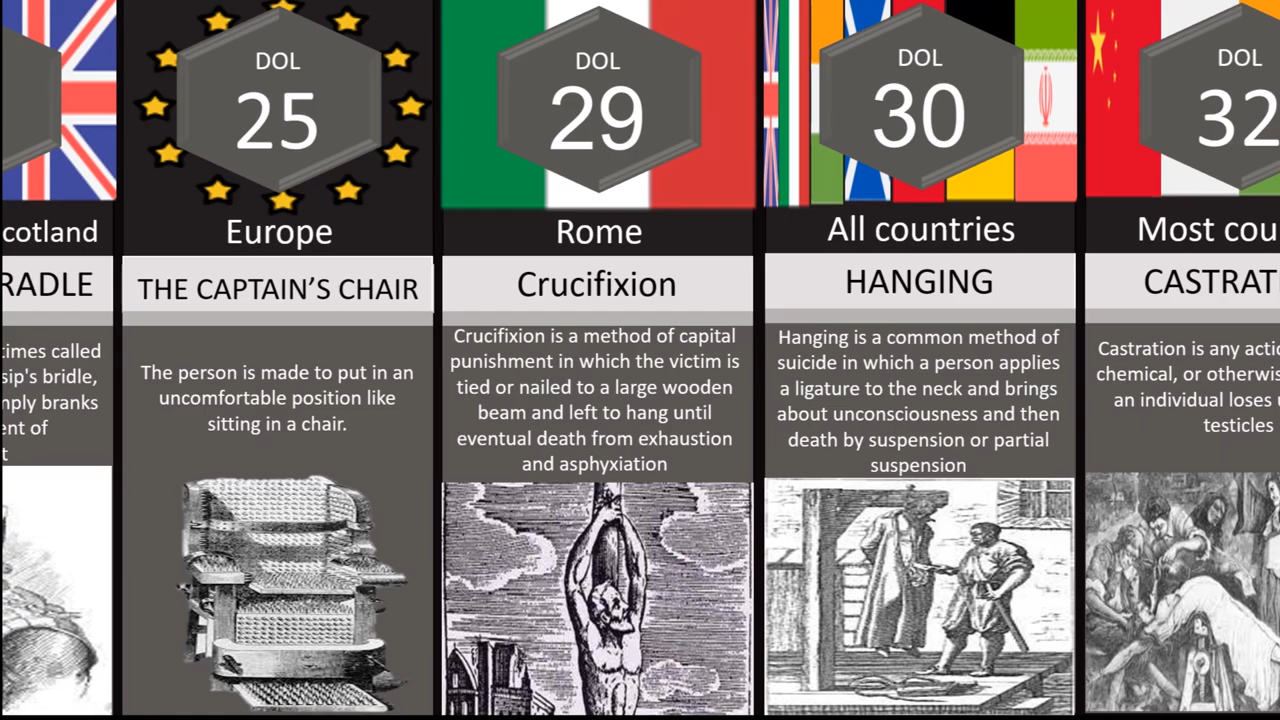 cotland
RADLE
times called
sip's bridle,
mply branks
ent of
t
DOL
25
Europe
THE CAPTAIN'S CHAIR
The person is made to put in an
uncomfortable position like
sitting in a chair.
DOL
29
Rome
Crucifixion
Crucifixion is a method of capital
punishment in which the victim is
tied or nailed to a large wooden
beam and left to hang until
eventual death from exhaustion
and asphyxiation
DOL
30
All countries
HANGING
Hanging is a common method of
suicide in which a person applies
a ligature to the neck and brings
about unconsciousness and then
death by suspension or partial
suspension
DOL
32
Most cou
CASTRAT
Castration is any actio
chemical, or otherwis
an individual loses u
testicles